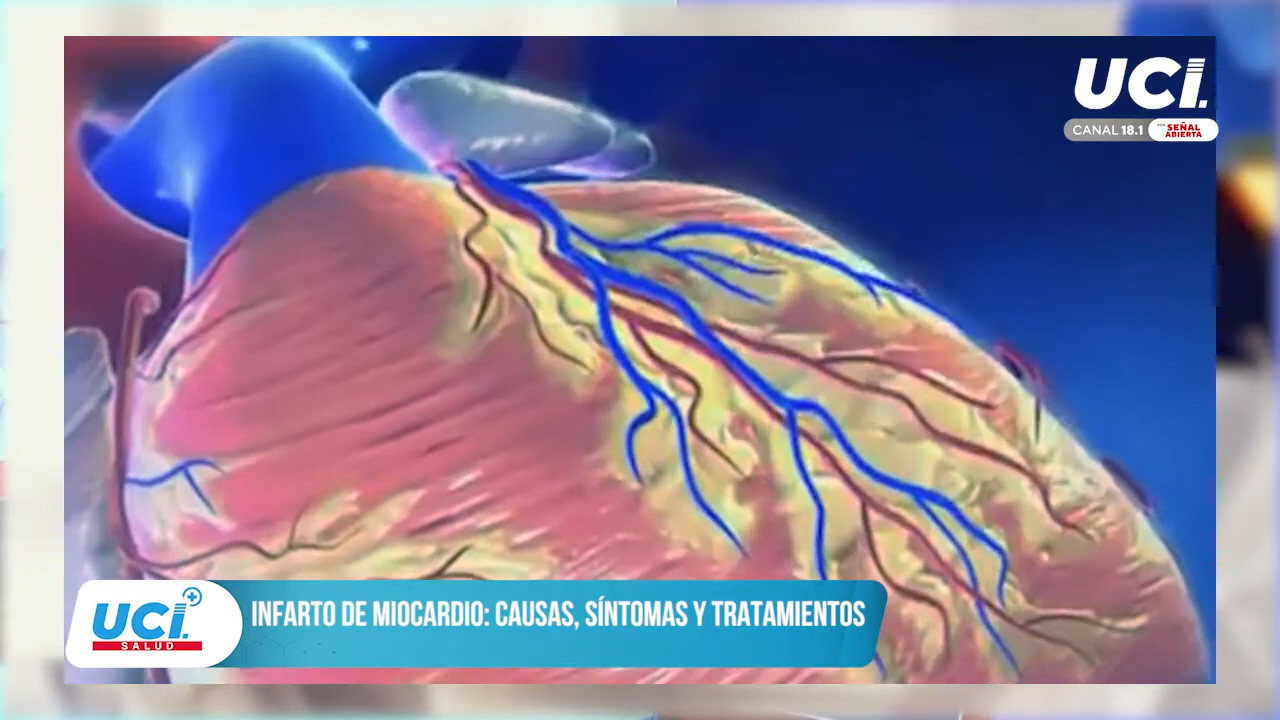 UCI.
CANAL 18.1
SEÑAL
ABIERTA
UCI.
SALUD
INFARTO DE MIOCARDIO: CAUSAS, SÍNTOMAS Y TRATAMIENTOS